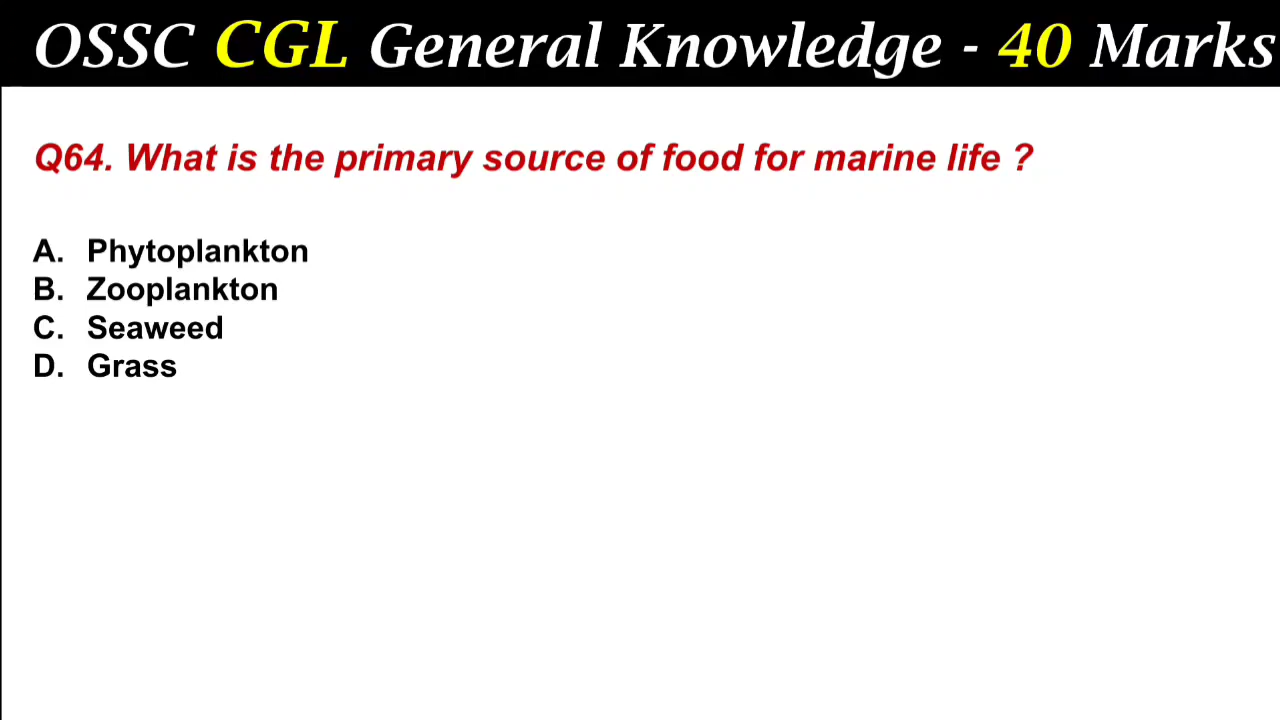 OSSC CGL General Knowledge - 40 Marks
Q64. What is the primary source of food for marine life ?
A. Phytoplankton
B. Zooplankton
C. Seaweed
D. Grass